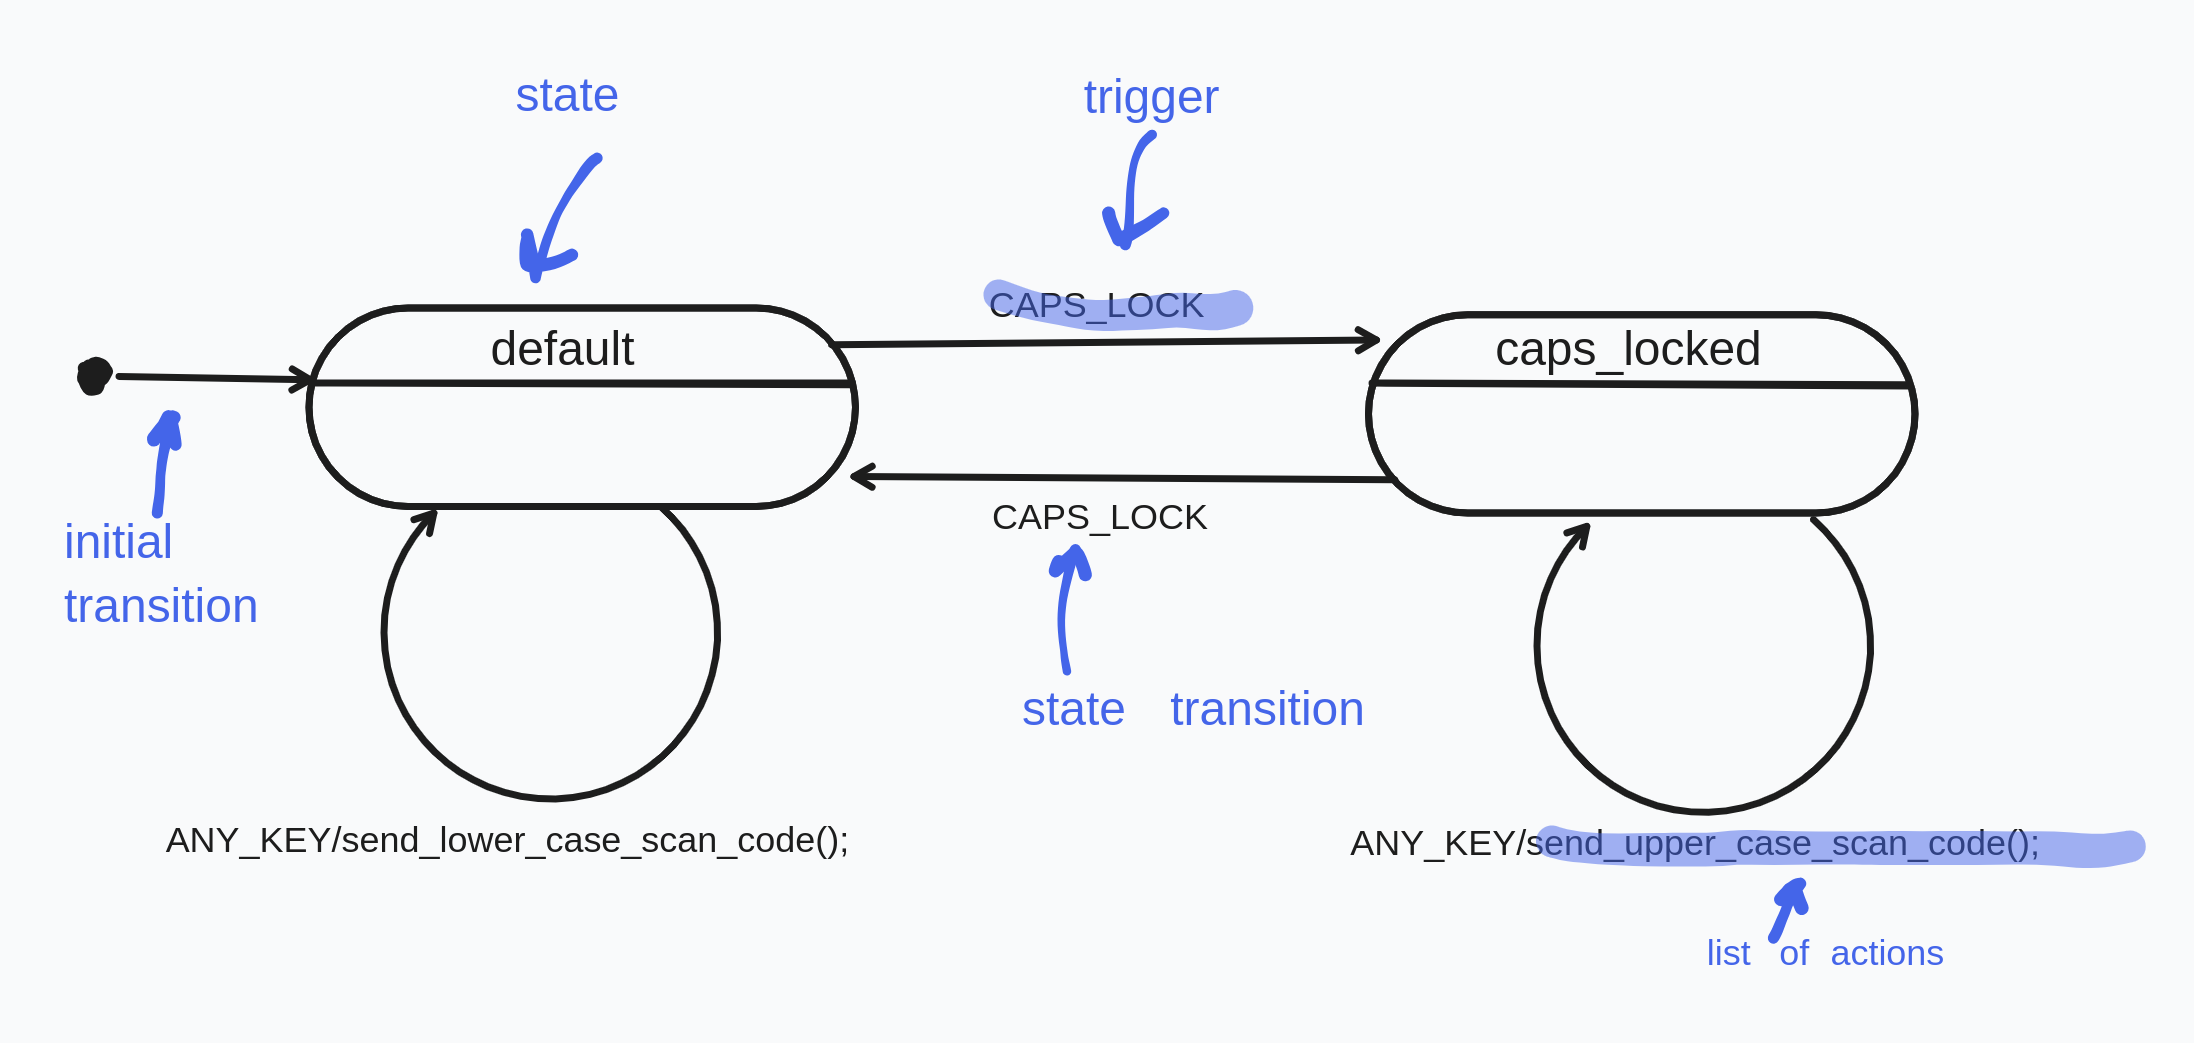 state
trigger
CAPS_LOCK
default
caps_locked
CAPS_LOCK
initial
transition
state transition
ANY_KEY/send_lower_case_scan_code();
ANY_KEY/send_upper_case_scan_code();
list of actions